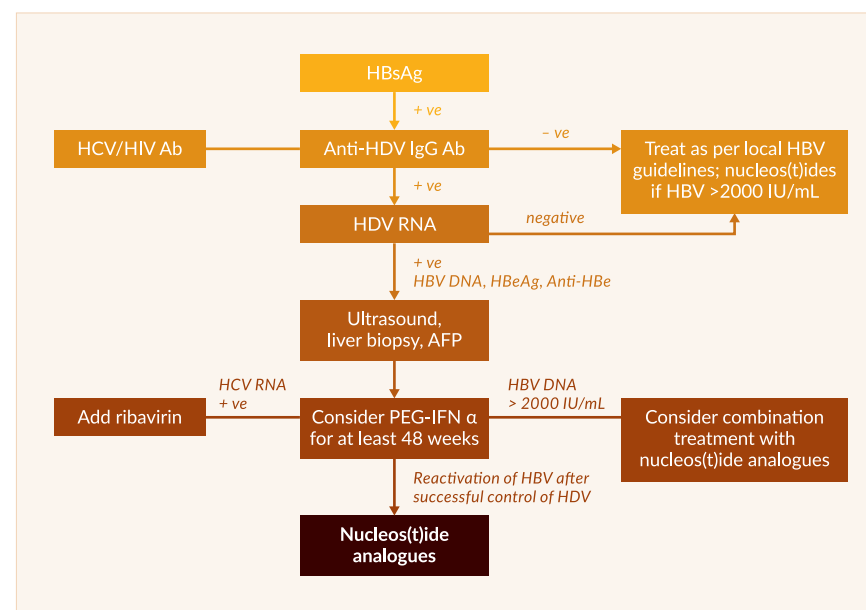 HBsAg
+ ve
HCV/HIV Ab
Anti-HDV IgG Ab
– ve
Treat as per local HBV
guidelines; nucleos(t)ides
if HBV >2000 IU/mL
+ ve
HDV RNA
negative
+ ve
HBV DNA, HBeAg, Anti-HBe
Ultrasound,
liver biopsy, AFP
HCV RNA
+ ve
HBV DNA
> 2000 IU/mL
Add ribavirin
Consider PEG-IFN α
for at least 48 weeks
Consider combination
treatment with
nucleos(t)ide analogues
Reactivation of HBV after
successful control of HDV
Nucleos(t)ide
analogues